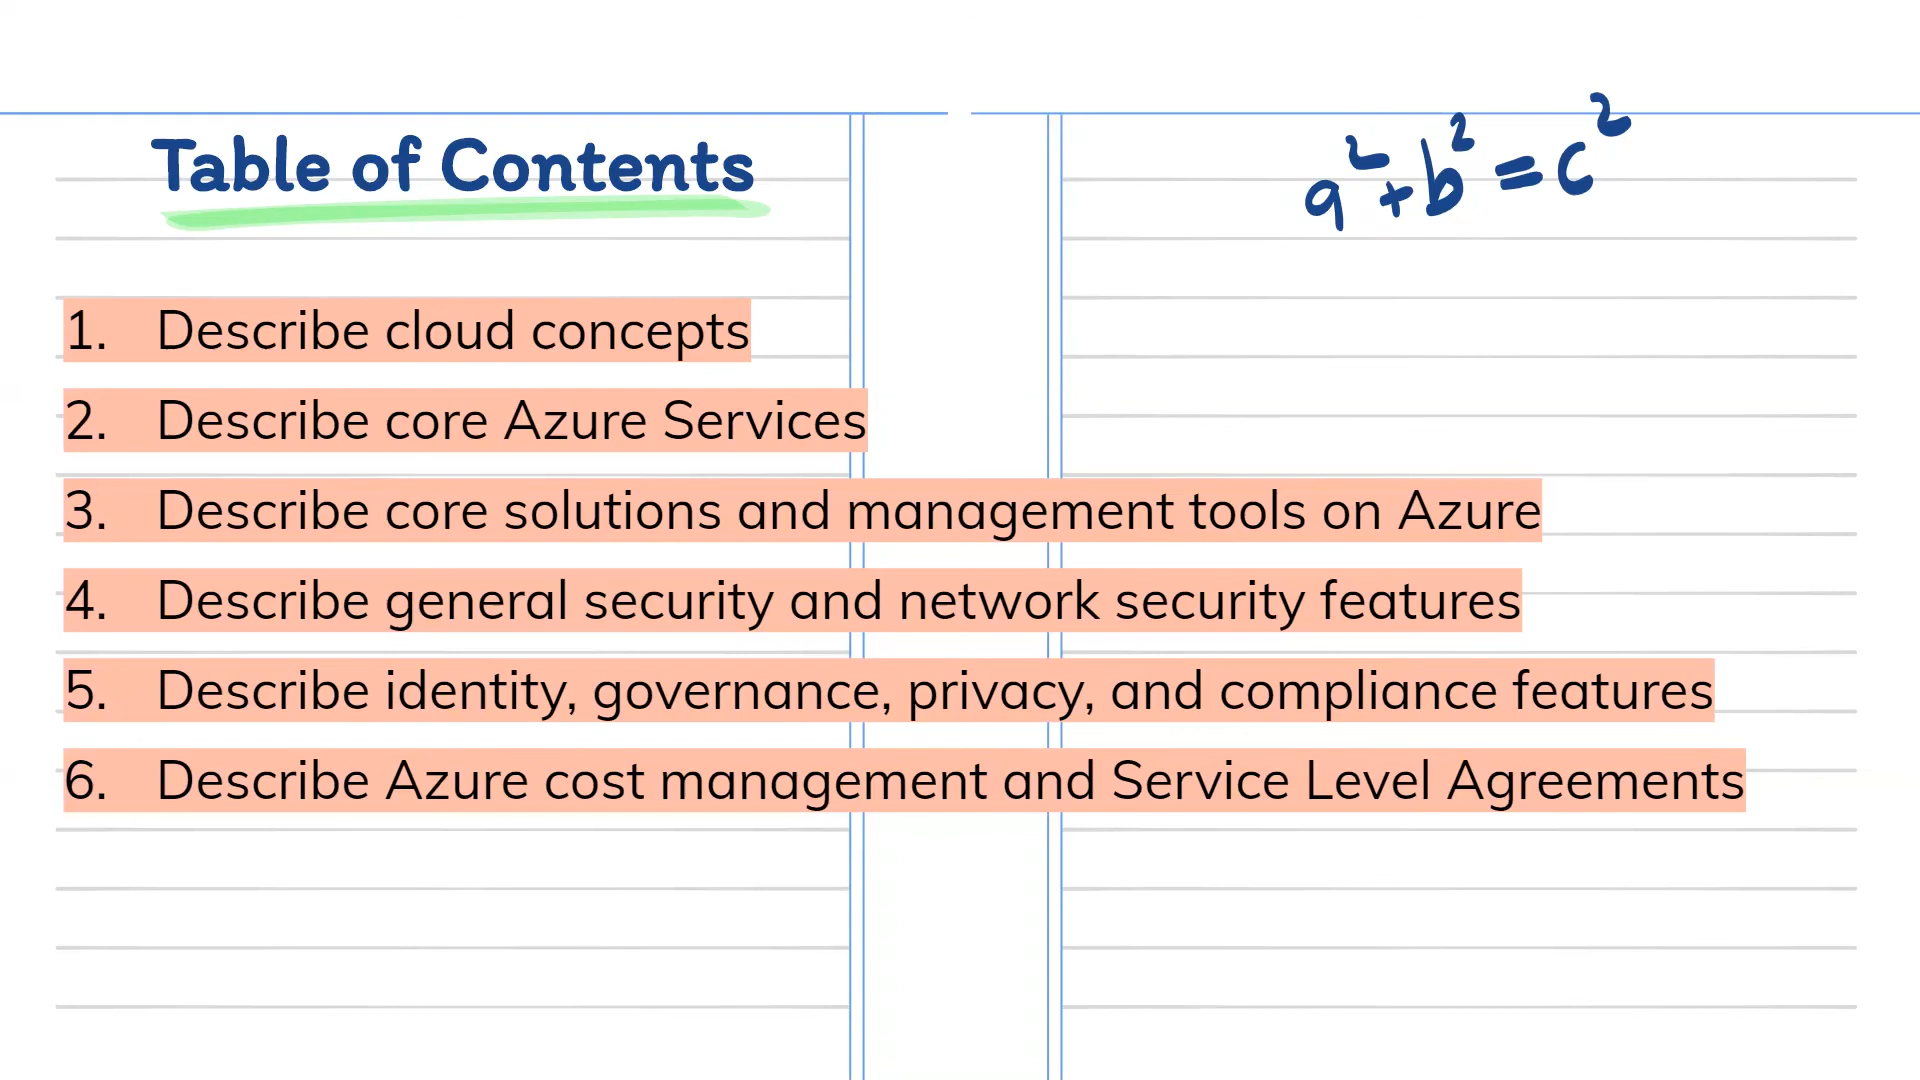 Table of Contents
a²+b²=c²
1. Describe cloud concepts
2. Describe core Azure Services
3. Describe core solutions and management tools on Azure
4. Describe general security and network security features
5. Describe identity, governance, privacy, and compliance features
6. Describe Azure cost management and Service Level Agreements